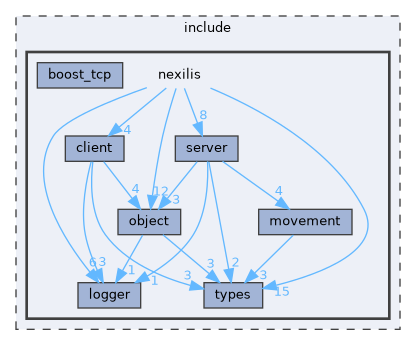 include
boost_tcp
nexilis
8
4
client
server
4
12
3
4
object
movement
6
3
1
1
3
3
2
3
15
logger
types